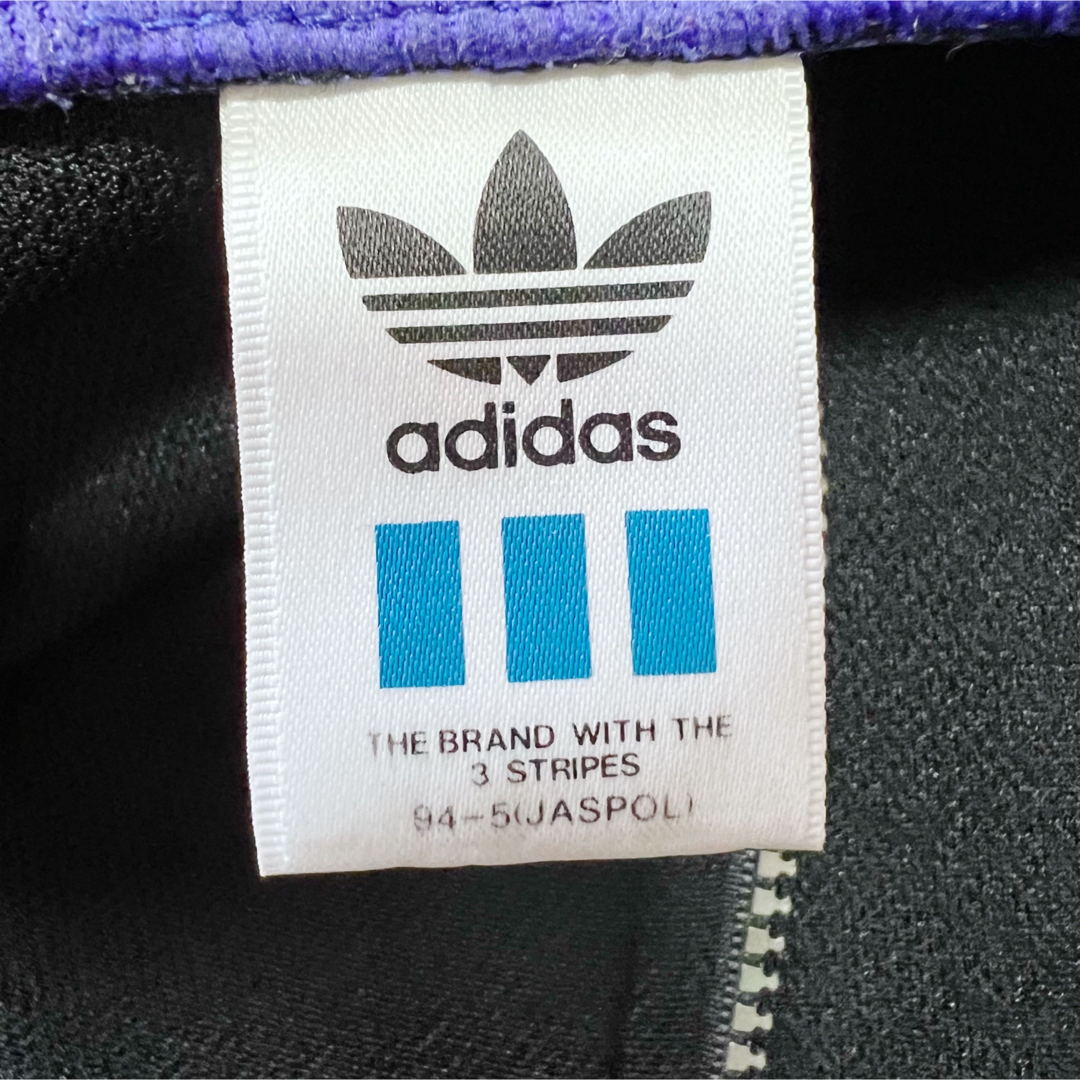 adidas
THE BRAND WITH THE
3 STRIPES
94-5(JASPOL)